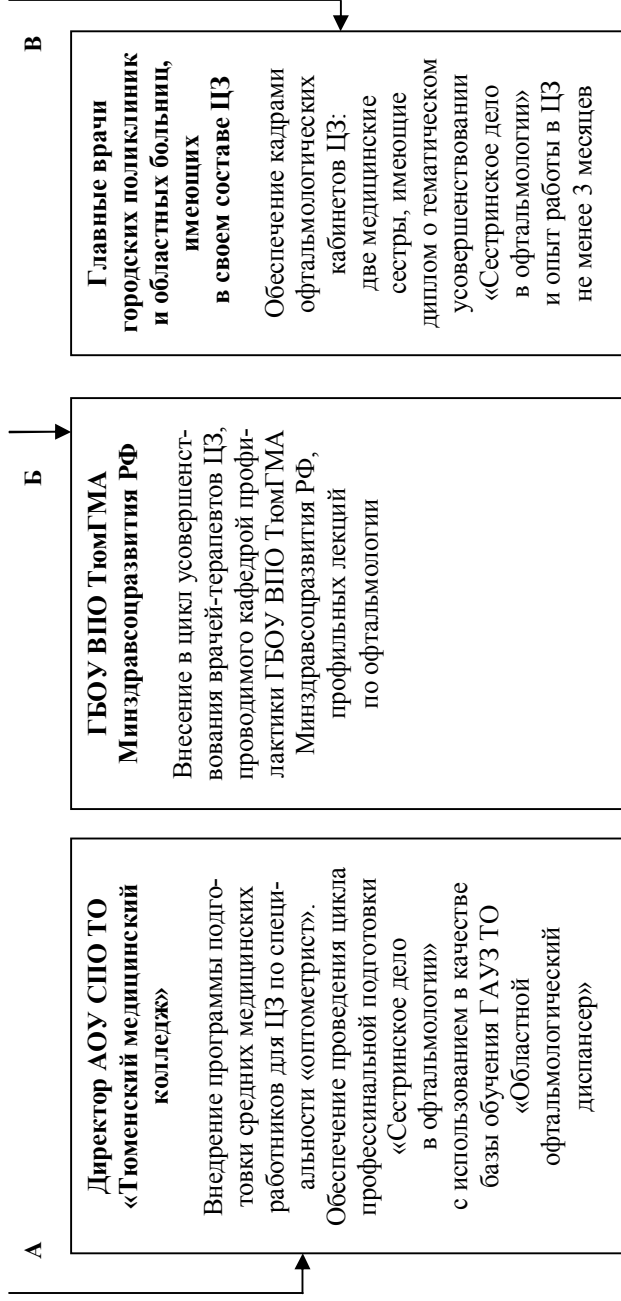 А
Директор АОУ СПО ТО
«Тюменский медицинский
колледж»
Внедрение программы подго-
товки средних медицинских
работников для ЦЗ по специ-
альности «оптометрист».
Обеспечение проведения цикла
профессинальной подготовки
«Сестринское дело
в офтальмологии»
с использованием в качестве
базы обучения ГАУЗ ТО
«Областной
офтальмологический
диспансер»
Б
ГБОУ ВПО ТюмГМА
Минздравсоцразвития РФ
Внесение в цикл усовершенст-
вования врачей-терапевтов ЦЗ,
проводимого кафедрой профи-
лактики ГБОУ ВПО ТюмГМА
Минздравсоцразвития РФ,
профильных лекций
по офтальмологии
В
Главные врачи
городских поликлиник
и областных больниц,
имеющих
в своем составе ЦЗ
Обеспечение кадрами
офтальмологических
кабинетов ЦЗ:
две медицинские
сестры, имеющие
диплом о тематическом
усовершенствовании
«Сестринское дело
в офтальмологии»
и опыт работы в ЦЗ
не менее 3 месяцев